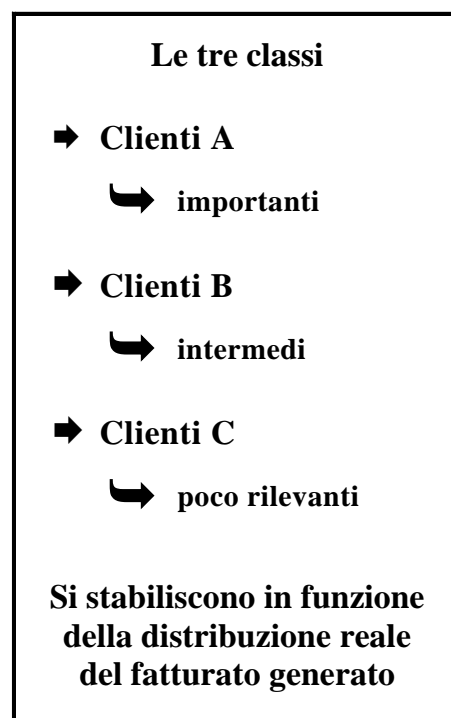 Le tre classi
Clienti A
importanti
Clienti B
intermedi
Clienti C
poco rilevanti
Si stabiliscono in funzione
della distribuzione reale
del fatturato generato